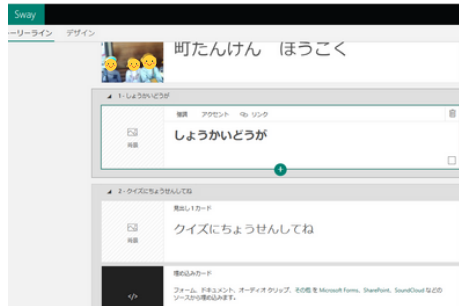 Sway
ーリーライン デザイン
町たんけん ほうこく
1 - しょうかいどうが
強調 アクセント リンク
しょうかいどうが
背景
2 - クイズにちょうせんしてね
見出し1カード
クイズにちょうせんしてね
背景
埋め込みカード
フォーム、ドキュメント、オーディオ クリップ、その他 を Microsoft Forms、SharePoint、SoundCloud などの
ソースから埋め込みます。